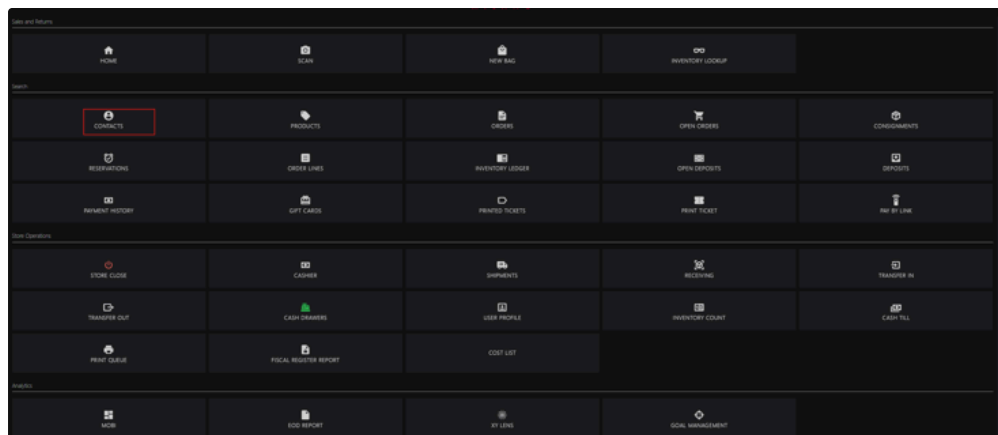 Sales and Returns
HOME
SCAN
NEW BAG
INVENTORY LOOKUP
Search
CONTACTS
PRODUCTS
ORDERS
OPEN ORDERS
CONSIGNMENTS
RESERVATIONS
ORDER LINES
INVENTORY LEDGER
OPEN DEPOSITS
DEPOSITS
PAYMENT HISTORY
GIFT CARDS
PRINTED TICKETS
PRINT TICKET
PAY BY LINK
Store Operations
STORE CLOSE
CASHIER
SHIPMENTS
RECEIVING
TRANSFER IN
TRANSFER OUT
CASH DRAWERS
USER PROFILE
INVENTORY COUNT
CASH TILL
PRINT QUEUE
FISCAL REGISTER REPORT
COST LIST
Analytics
MOBI
EOD REPORT
XY LENS
GOAL MANAGEMENT